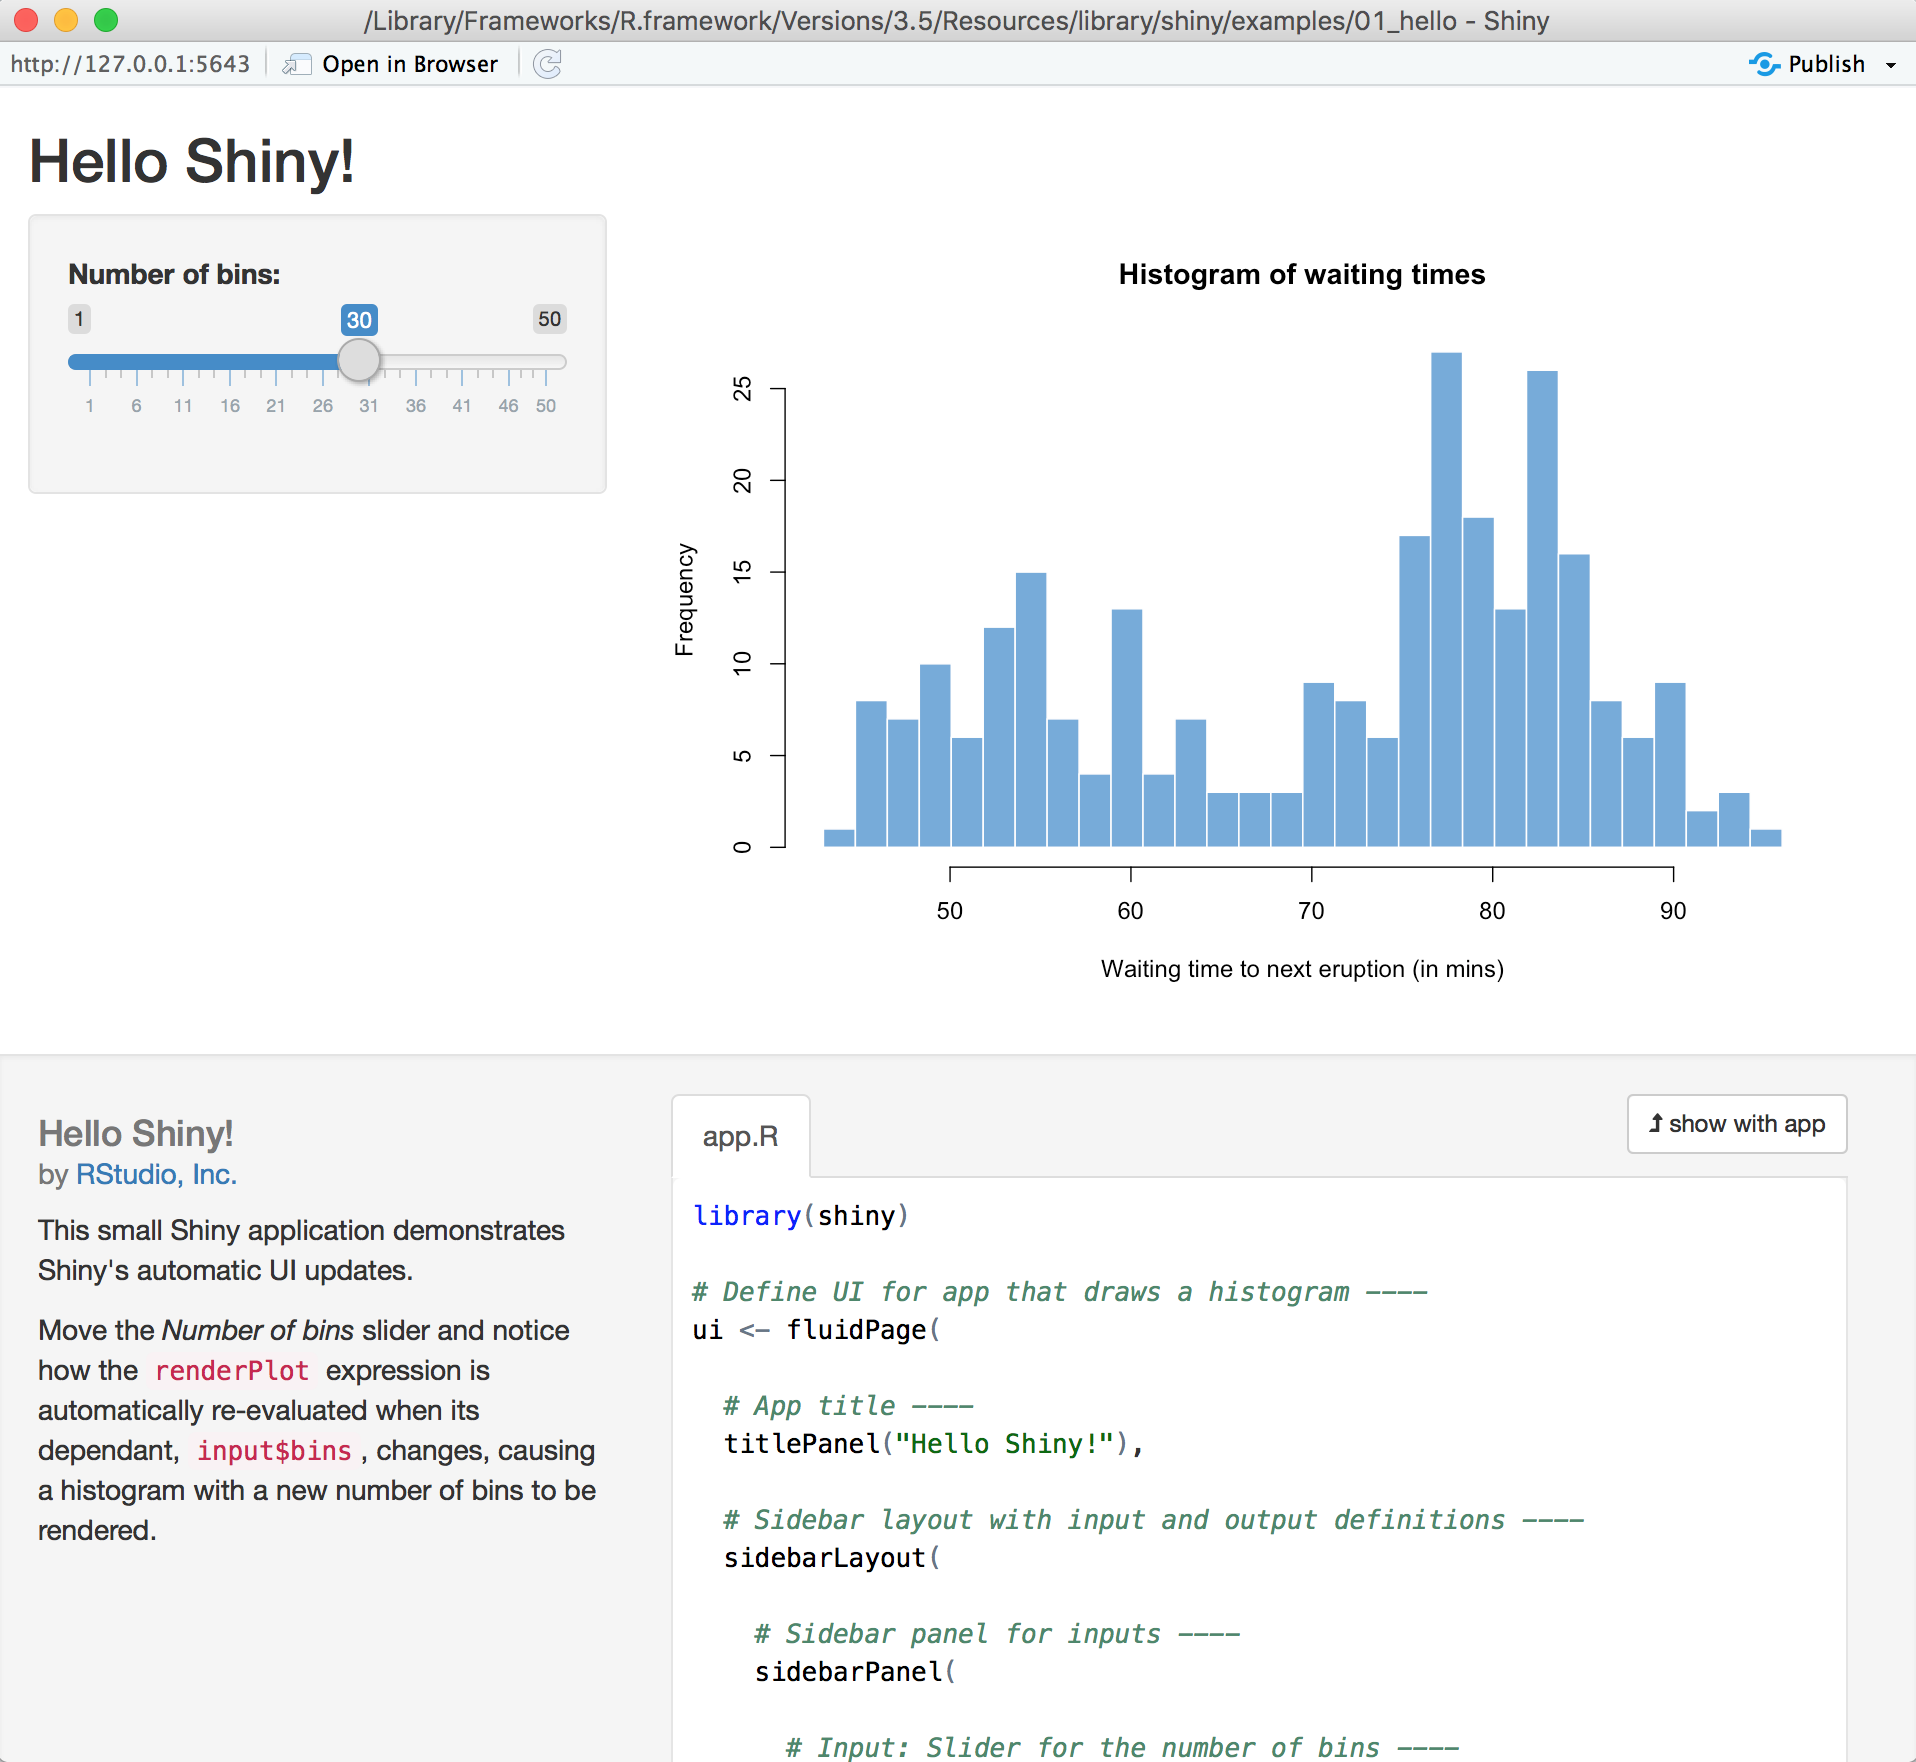 /Library/Frameworks/R.framework/Versions/3.5/Resources/library/shiny/examples/01_hello - Shiny
http://127.0.0.1:5643 Open in Browser Publish
Hello Shiny!
Number of bins:
1 30 50
1 6 11 16 21 26 31 36 41 46 50
Histogram of waiting times
Frequency
25
20
15
10
5
0
50 60 70 80 90
Waiting time to next eruption (in mins)
Hello Shiny!
by RStudio, Inc.
This small Shiny application demonstrates
Shiny's automatic UI updates.
Move the Number of bins slider and notice
how the renderPlot expression is
automatically re-evaluated when its
dependant, input$bins , changes, causing
a histogram with a new number of bins to be
rendered.
app.R
show with app
library(shiny)
# Define UI for app that draws a histogram ----
ui <- fluidPage(
# App title ----
titlePanel("Hello Shiny!"),
# Sidebar layout with input and output definitions ----
sidebarLayout(
# Sidebar panel for inputs ----
sidebarPanel(
# Input: Slider for the number of bins ----